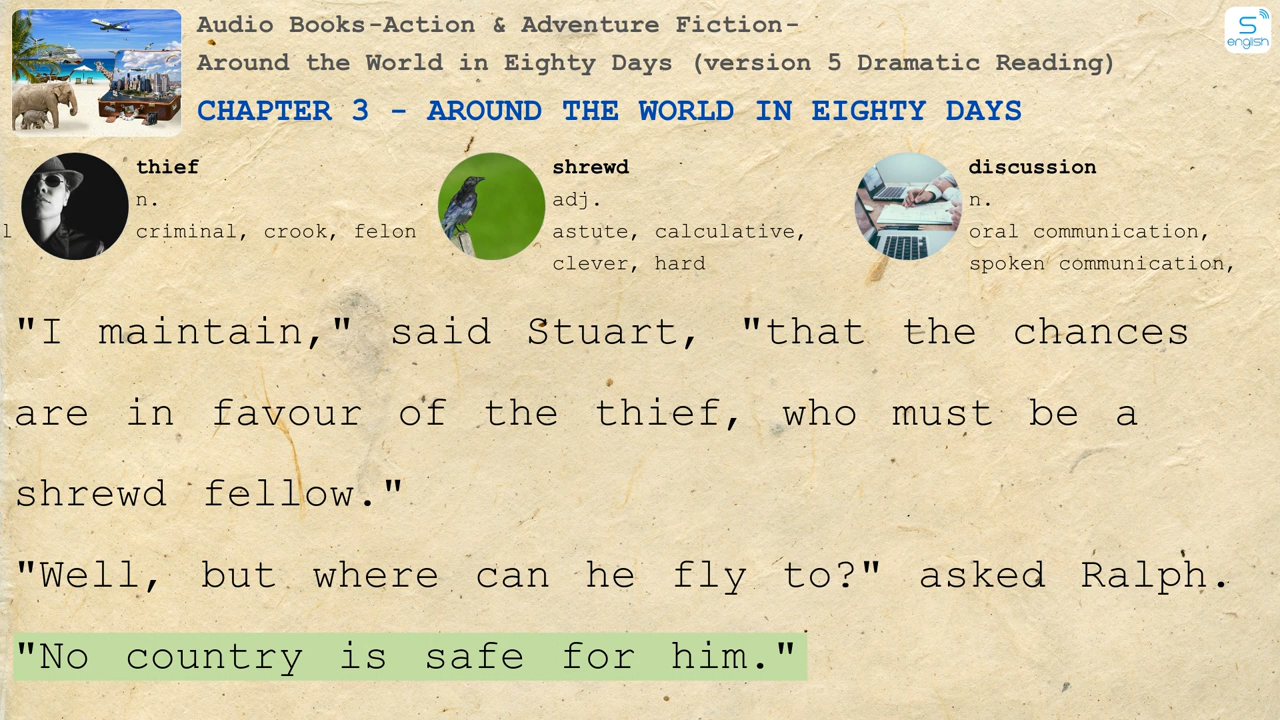 Audio Books-Action & Adventure Fiction-
Around the World in Eighty Days (version 5 Dramatic Reading)
CHAPTER 3 - AROUND THE WORLD IN EIGHTY DAYS
S
english
thief
n.
l
criminal, crook, felon
shrewd
adj.
astute, calculative,
clever, hard
discussion
n.
oral communication,
spoken communication,
"I maintain," said Stuart, "that the chances
are in favour of the thief, who must be a
shrewd fellow."
"Well, but where can he fly to?" asked Ralph.
"No country is safe for him."